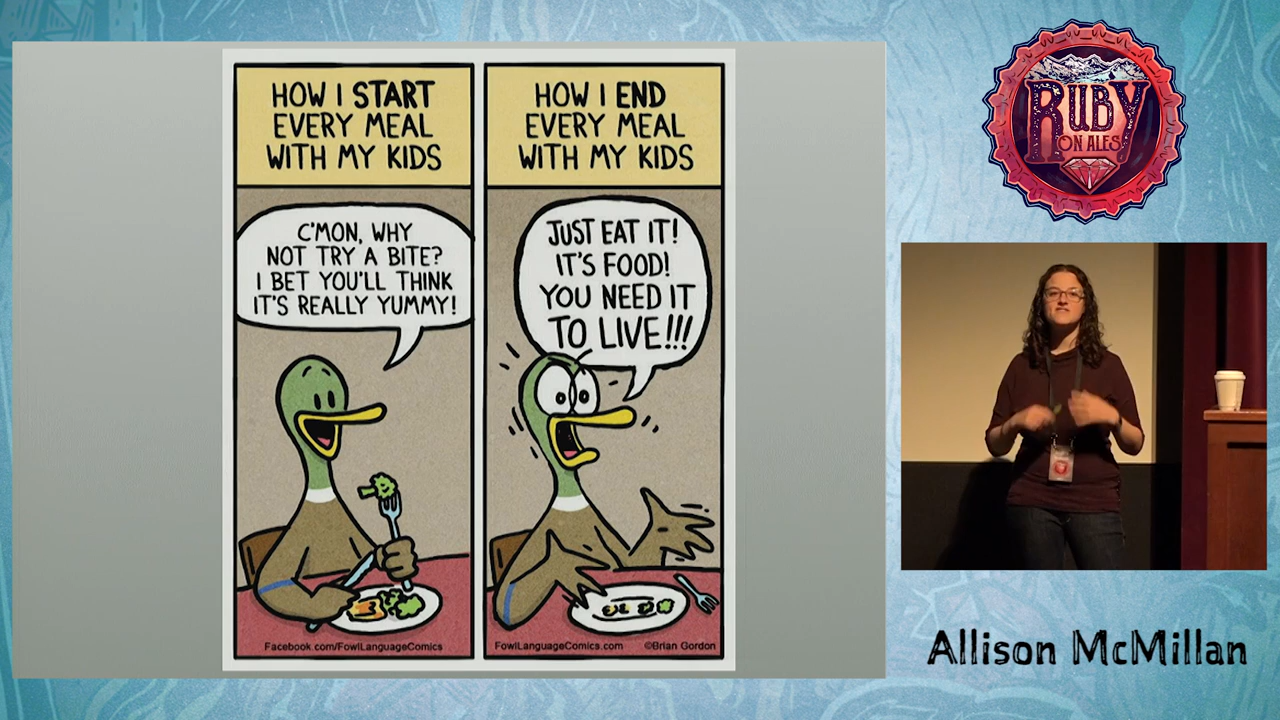 HOW I START
EVERY MEAL
WITH MY KIDS
C'MON, WHY
NOT TRY A BITE?
I BET YOU'LL THINK
IT'S REALLY YUMMY!
Facebook.com/FowlLanguageComics
HOW I END
EVERY MEAL
WITH MY KIDS
JUST EAT IT!
IT'S FOOD!
YOU NEED IT
TO LIVE!!!
FowlLanguageComics.com ©Brian Gordon
RUBY
ON ALES
Allison McMillan